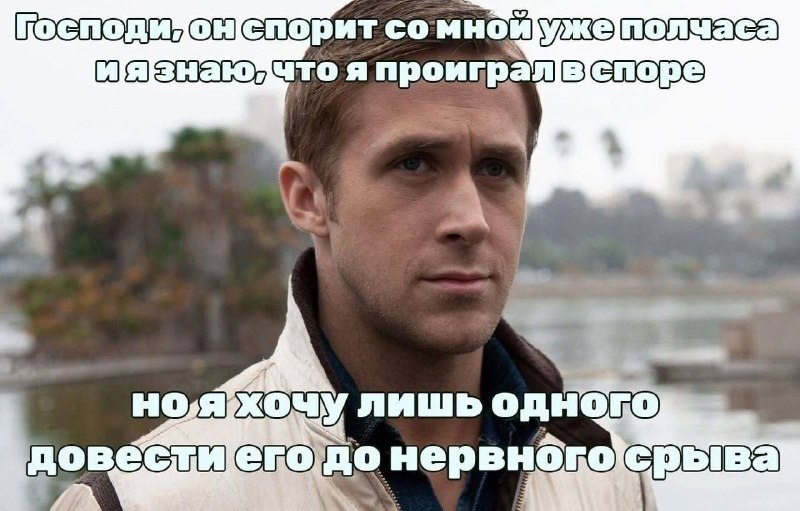 Господи, он спорит со мной уже полчаса
и я знаю, что я проиграл в споре
но я хочу лишь одного
довести его до нервного срыва